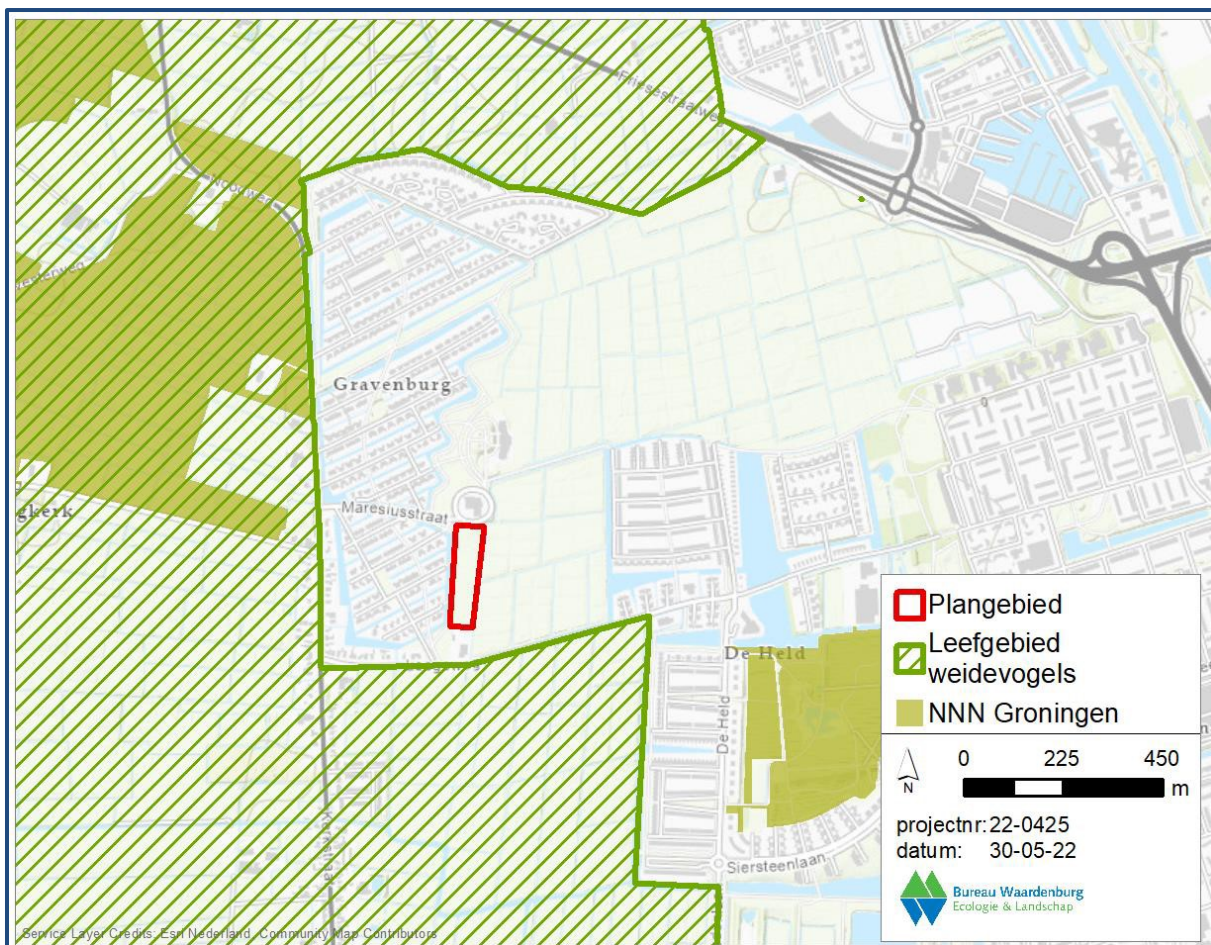 Friesestraatweg
Noodweg
Gravenburg
Maresiusstraat
gkerk
De Held
De Held
Siersteenlaan
Plangebied
Leefgebied
weidevogels
NNN Groningen
0 225 450
m
N
projectnr: 22-0425
datum: 30-05-22
Bureau Waardenburg
Ecologie & Landschap
Service Layer Credits: Esri Nederland, Community Map Contributors